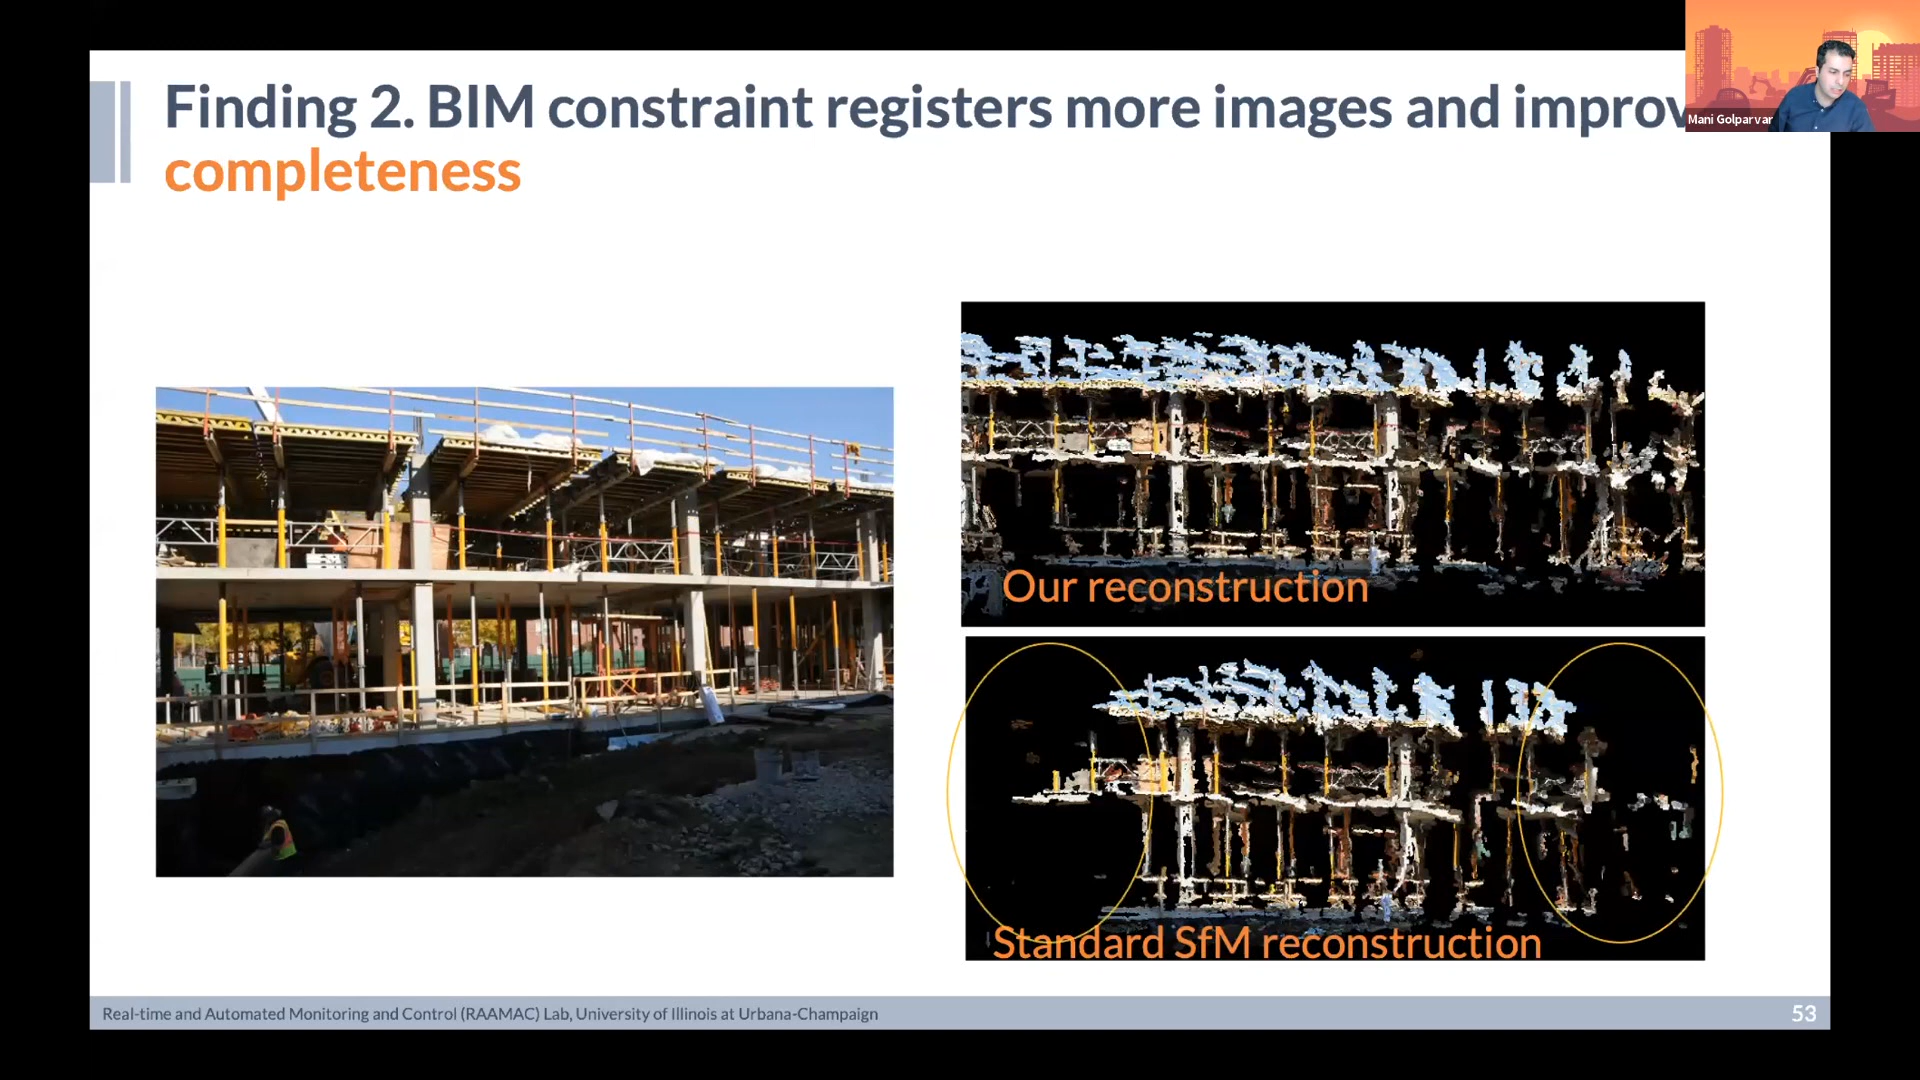 Finding 2. BIM constraint registers more images and improv
completeness
Mani Golparvar
Our reconstruction
Standard SfM reconstruction
Real-time and Automated Monitoring and Control (RAAMAC) Lab, University of Illinois at Urbana-Champaign
53